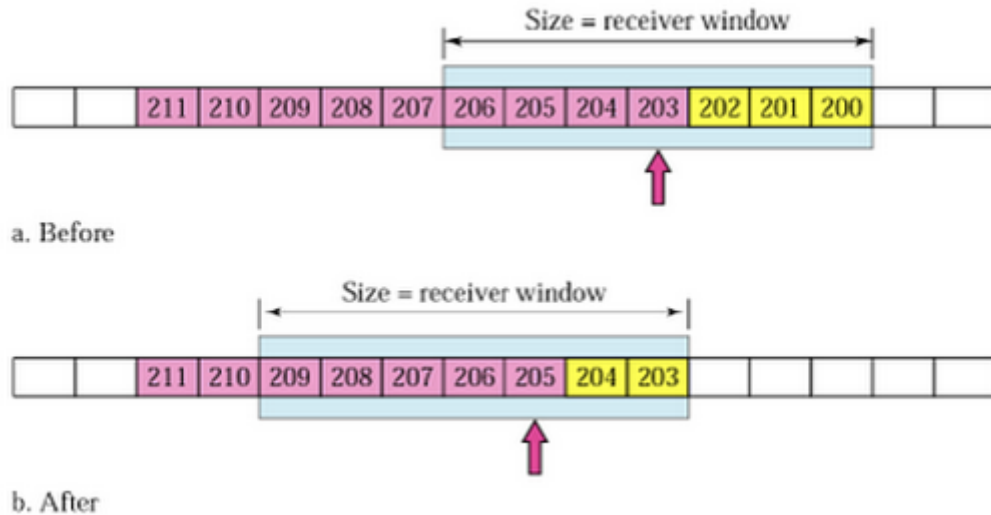 Size = receiver window
211 210 209 208 207 206 205 204 203 202 201 200
a. Before
Size = receiver window
211 210 209 208 207 206 205 204 203
b. After